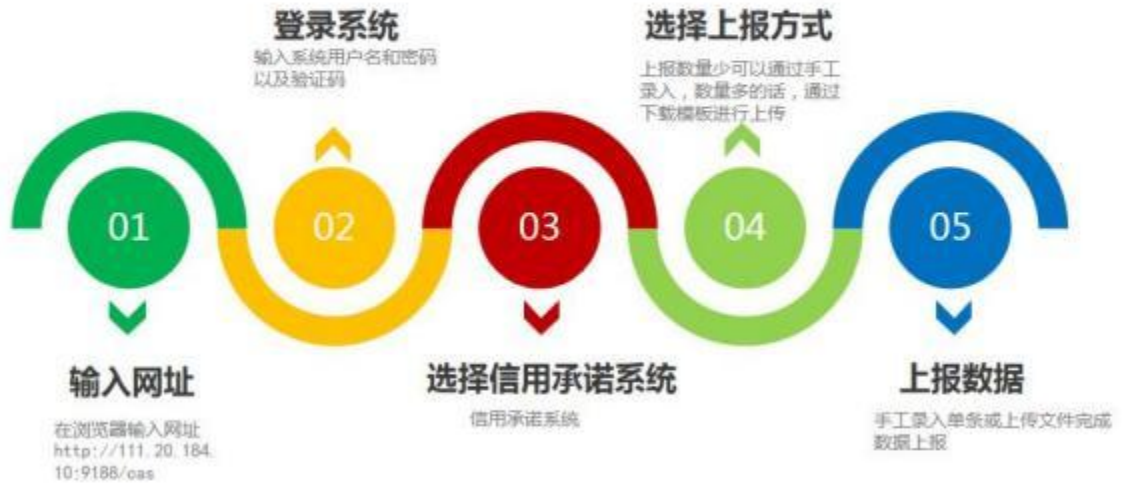 登录系统
输入系统用户名和密码
以及验证码
选择上报方式
上报数量少可以通过手工
录入，数量多的话，通过
下载模板进行上传
01
02
03
04
05
输入网址
在浏览器输入网址
http://111.20.184.
10:9188/cas
选择信用承诺系统
信用承诺系统
上报数据
手工录入单条或上传文件完成
数据上报